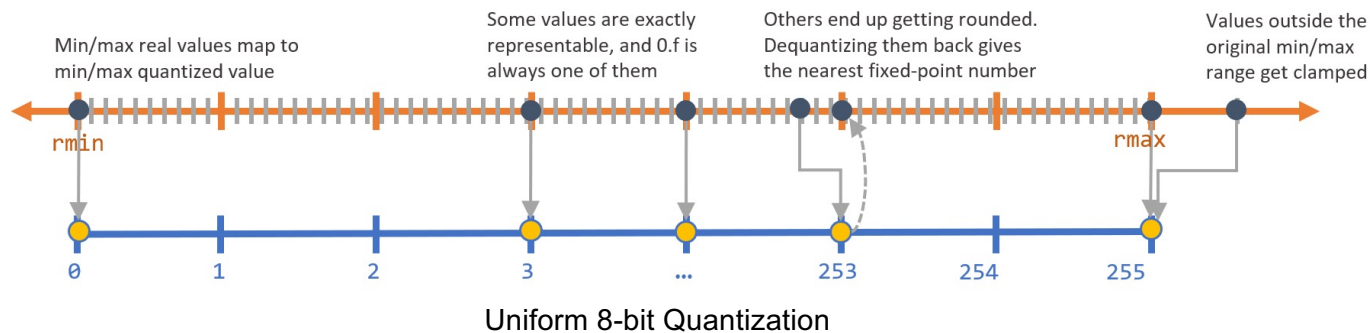 Min/max real values map to
min/max quantized value
Some values are exactly
representable, and 0.f is
always one of them
Others end up getting rounded.
Dequantizing them back gives
the nearest fixed-point number
Values outside the
original min/max
range get clamped
rmin
rmax
0
1
2
3
...
253
254
255
Uniform 8-bit Quantization